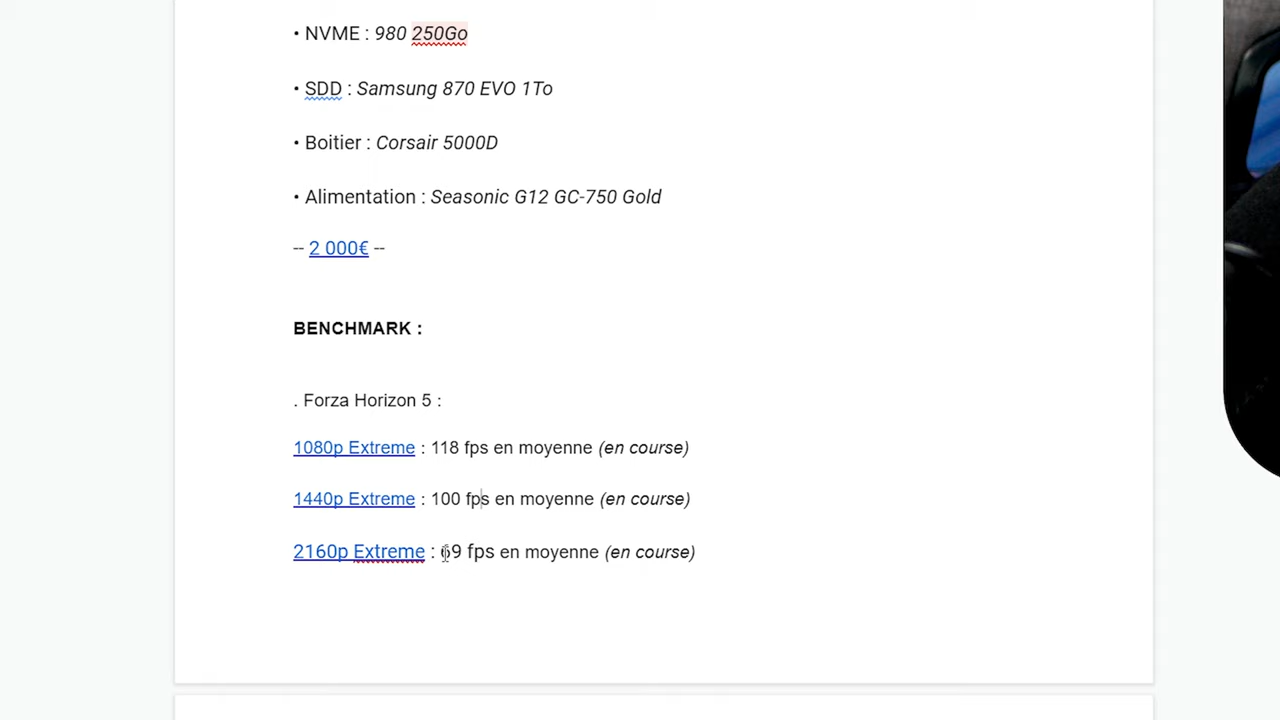 • NVME : 980 250Go
• SDD : Samsung 870 EVO 1To
• Boitier : Corsair 5000D
• Alimentation : Seasonic G12 GC-750 Gold
-- 2 000€ --
BENCHMARK :
. Forza Horizon 5 :
1080p Extreme : 118 fps en moyenne (en course)
1440p Extreme : 100 fps en moyenne (en course)
2160p Extreme : 69 fps en moyenne (en course)